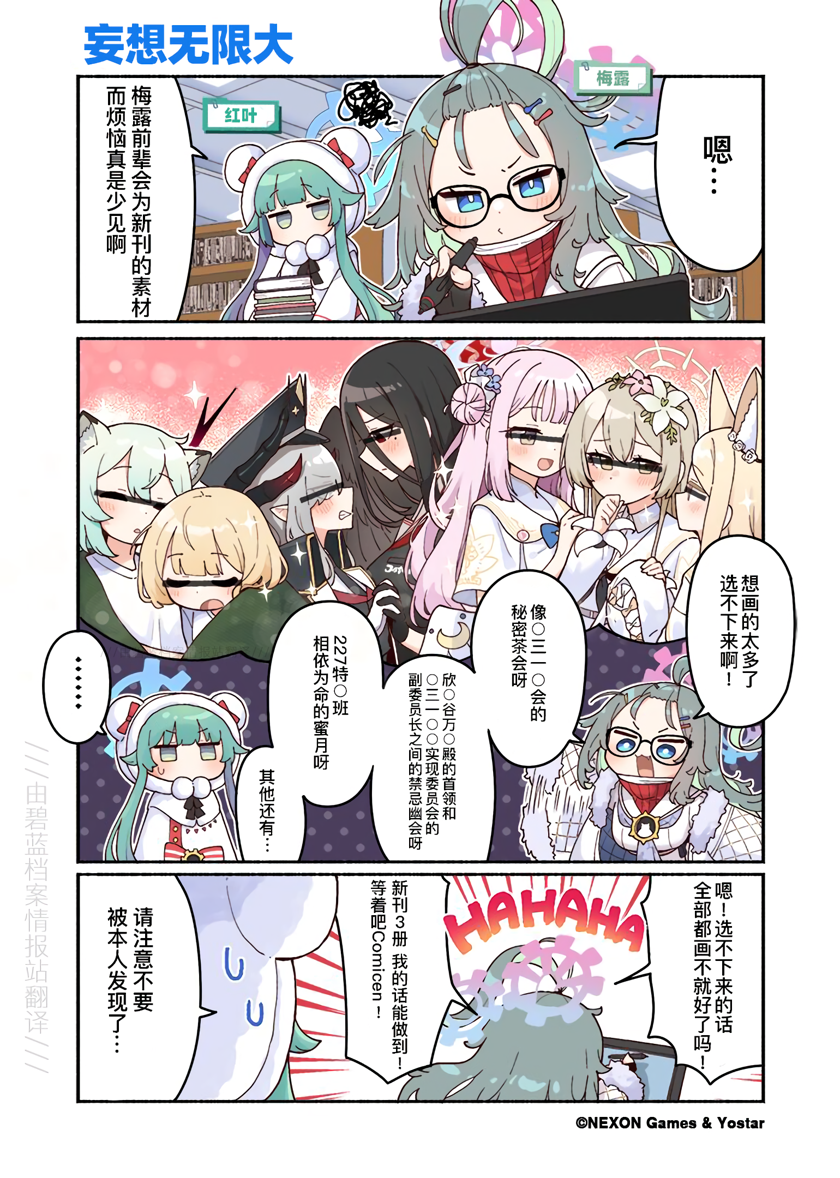 妄想无限大
梅露
嗯…
红叶
梅露前辈会为新刊的素材
而烦恼真是少见啊
想画的太多了
选不下来啊！
像○三一○会的
秘密茶会呀
欣○谷万○殿的首领和
○三一○○实现委员会的
副委员长之间的禁忌幽会呀
227特○班
相依为命的蜜月呀
其他还有…
……
嗯！选不下来的话
全部都画不就好了吗！
HAHAHA
新刊3册 我的话能做到！
等着吧Comicen！
请注意不要
被本人发现了…
///由碧蓝档案情报站翻译///
©NEXON Games & Yostar